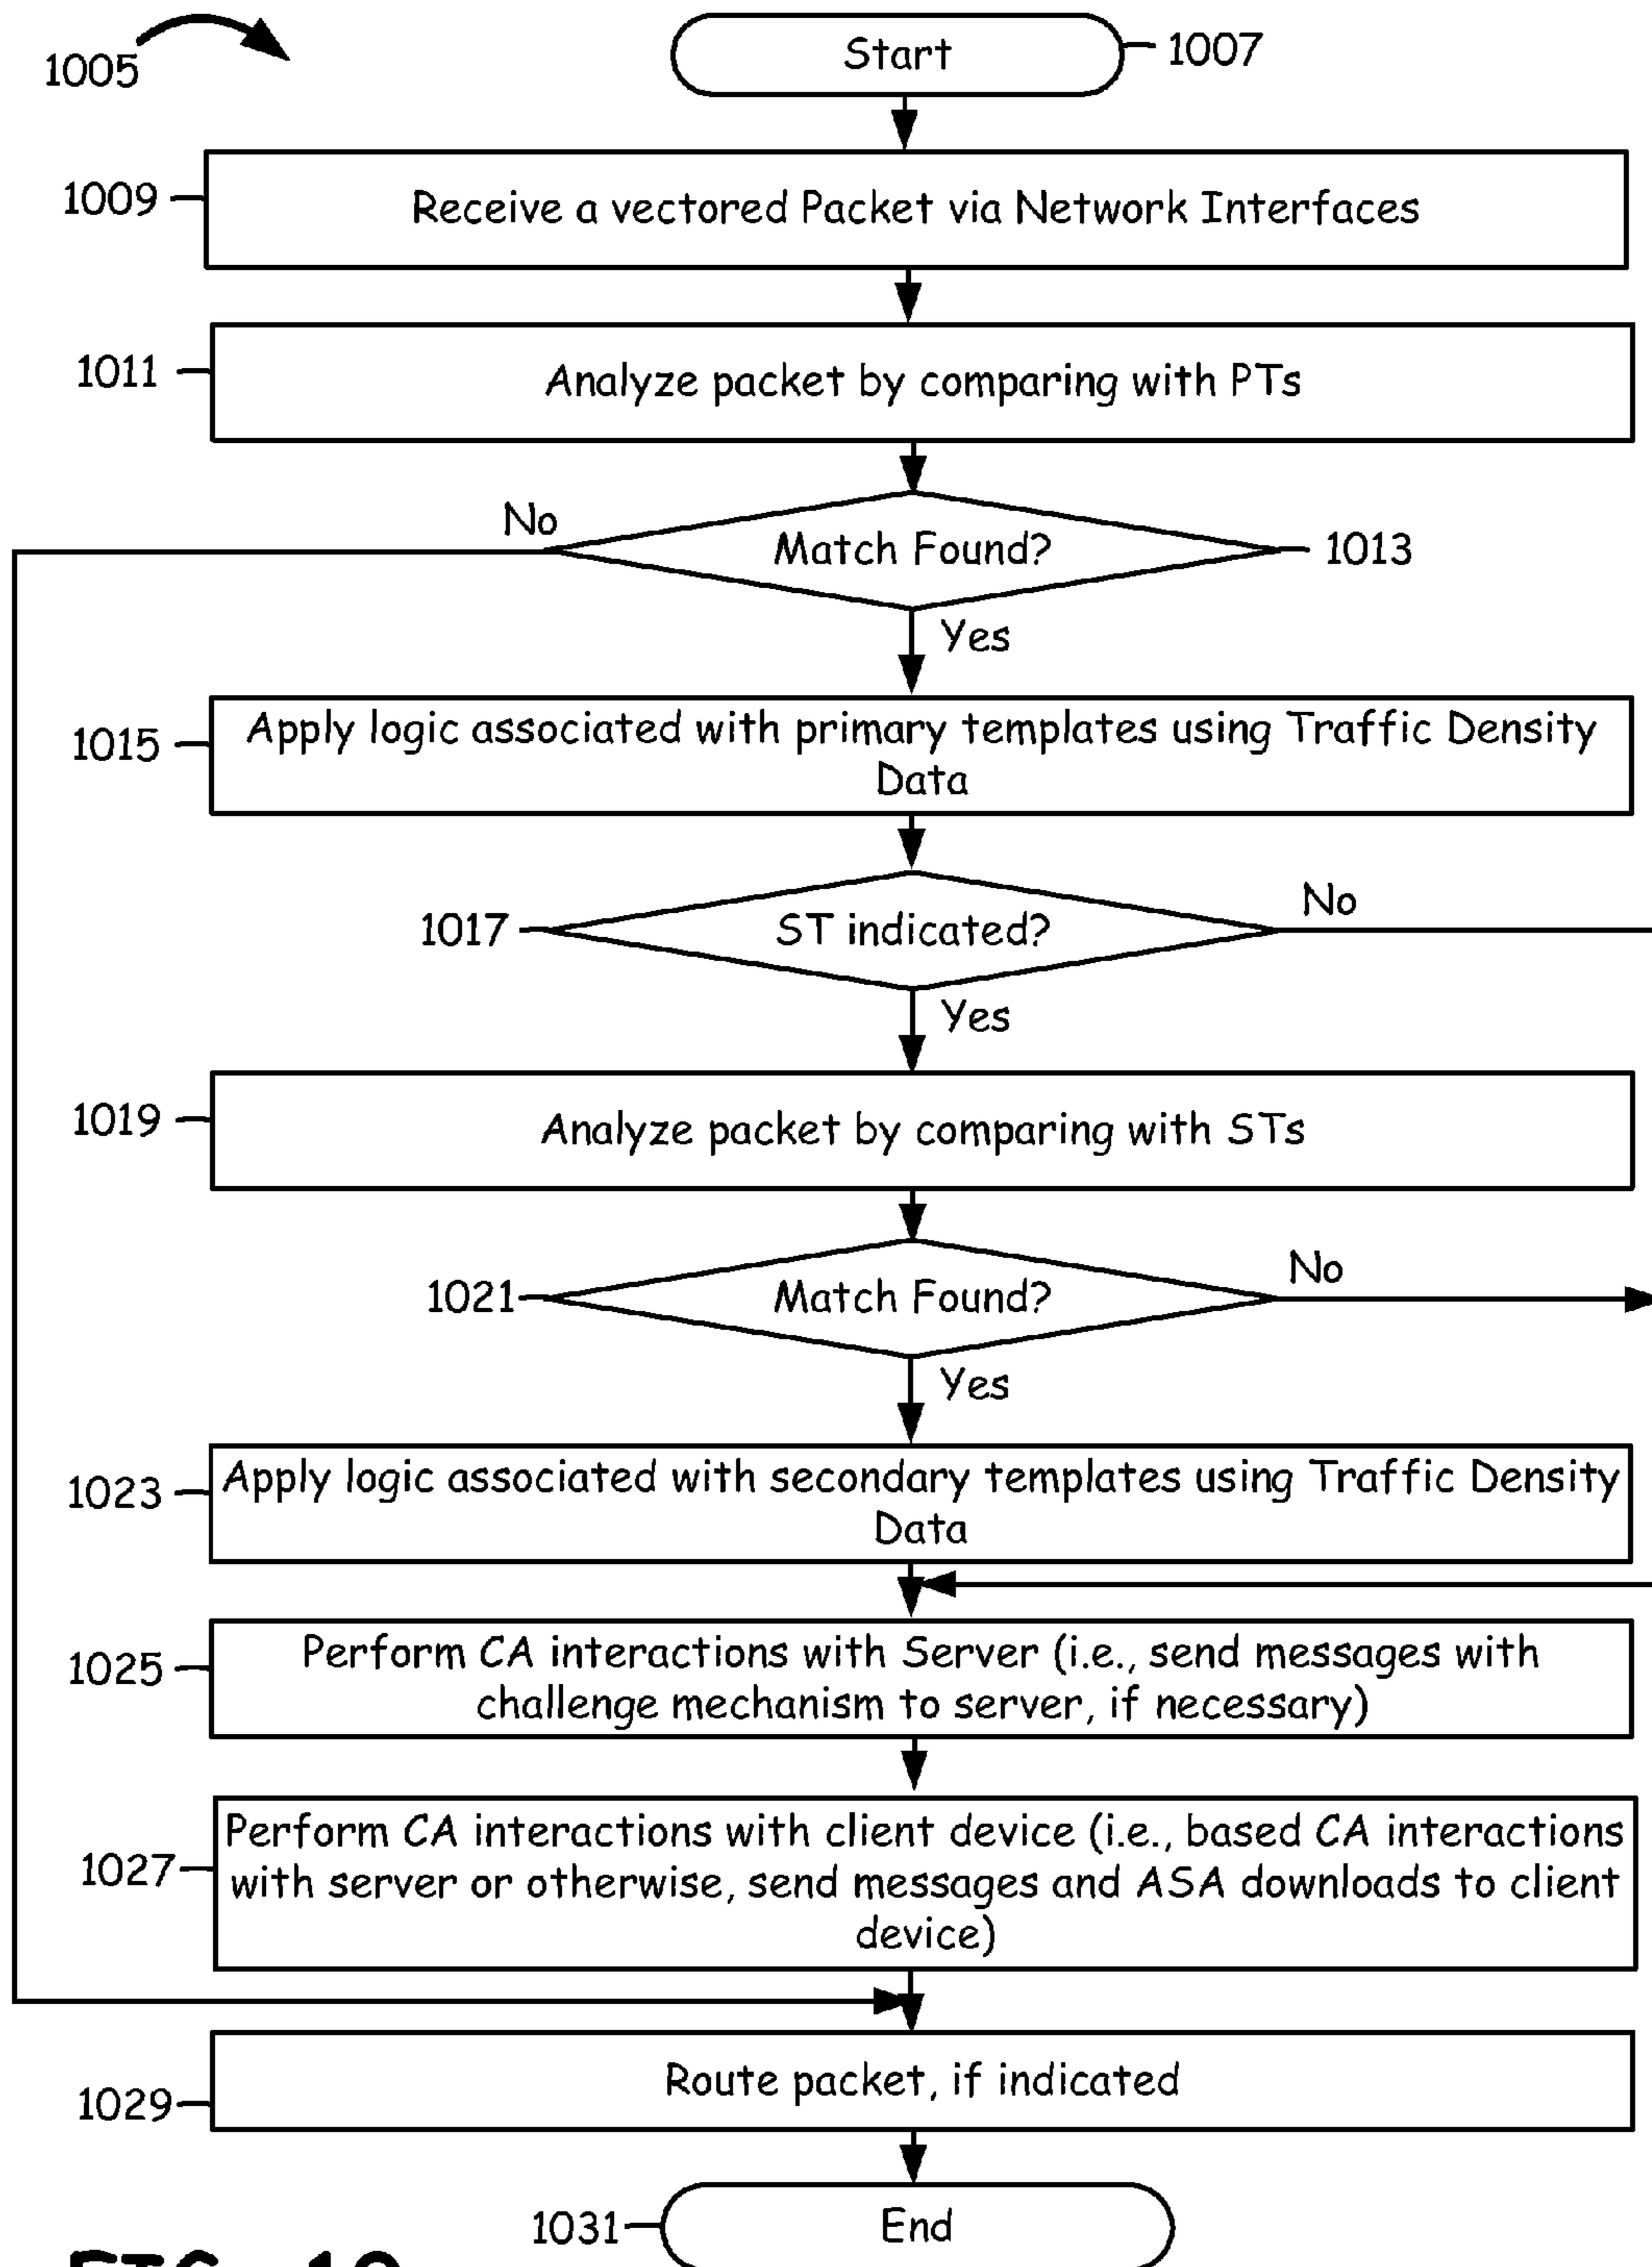 1005
Start
1007
1009
Receive a vectored Packet via Network Interfaces
1011
Analyze packet by comparing with PTs
No
Match Found?
1013
Yes
1015
Apply logic associated with primary templates using Traffic Density
Data
1017
ST indicated?
No
Yes
1019
Analyze packet by comparing with STs
1021
Match Found?
No
Yes
1023
Apply logic associated with secondary templates using Traffic Density
Data
1025
Perform CA interactions with Server (i.e., send messages with
challenge mechanism to server, if necessary)
1027
Perform CA interactions with client device (i.e., based CA interactions
with server or otherwise, send messages and ASA downloads to client
device)
1029
Route packet, if indicated
1031
End
FIG. 10